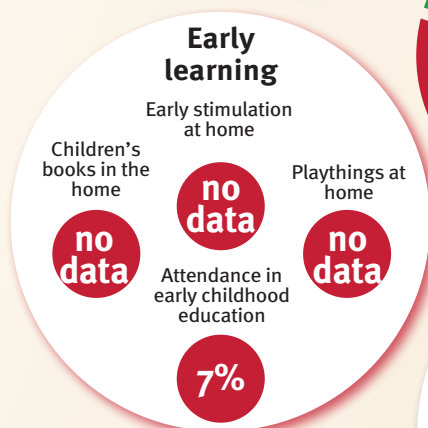 Early
learning
Early stimulation
at home
no
data
Children's
books in the
home
no
data
Playthings at
home
no
data
Attendance in
early childhood
education
7%